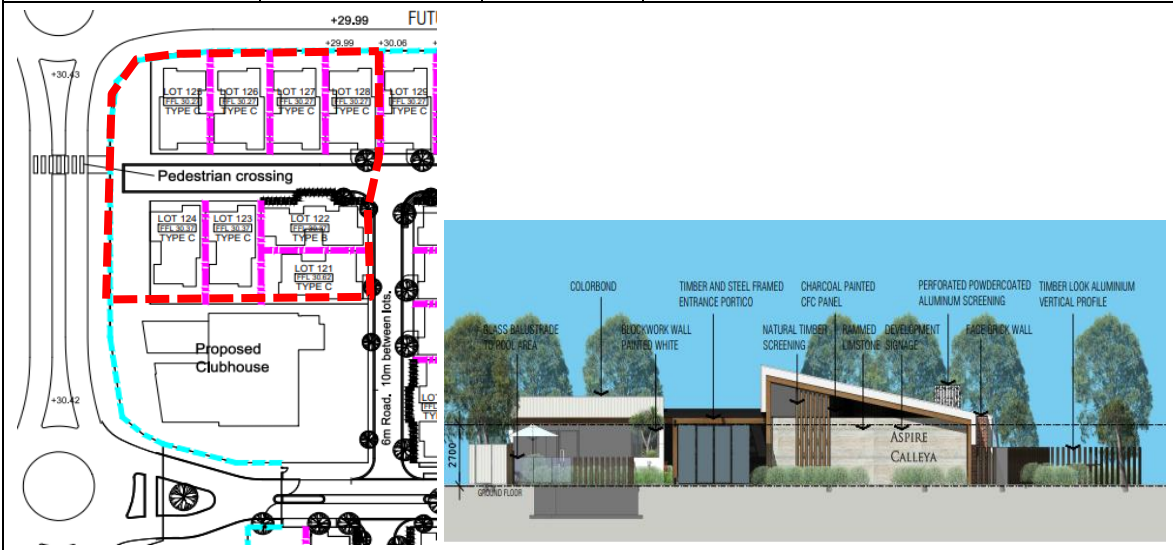 +29.99
FUTU
+29.99 +30.06
+30.43
LOT 125 LOT 126 LOT 127 LOT 128 LOT 129
FFL 30.27 FFL 30.27 FFL 30.27 FFL 30.27 FFL 30.27
TYPE C TYPE C TYPE C TYPE C TYPE C
Pedestrian crossing
LOT 124 LOT 123 LOT 122
FFL 30.37 FFL 30.37
TYPE C TYPE C TYPE B
LOT 121
FFL 30.62
TYPE C
Proposed
Clubhouse
+30.42
6m Road. 10m between lots.
COLORBOND
TIMBER AND STEEL FRAMED
ENTRANCE PORTICO
CHARCOAL PAINTED
CFC PANEL
PERFORATED POWDERCOATED
ALUMINUM SCREENING
TIMBER LOOK ALUMINIUM
VERTICAL PROFILE
GLASS BALUSTRADE
TO POOL AREA
BLOCKWORK WALL
PAINTED WHITE
NATURAL TIMBER
SCREENING
RAMMED
LIMSTONE
DEVELOPMENT
SIGNAGE
FACE BRICK WALL
ASPIRE
CALLEYA
2700
GROUND FLOOR